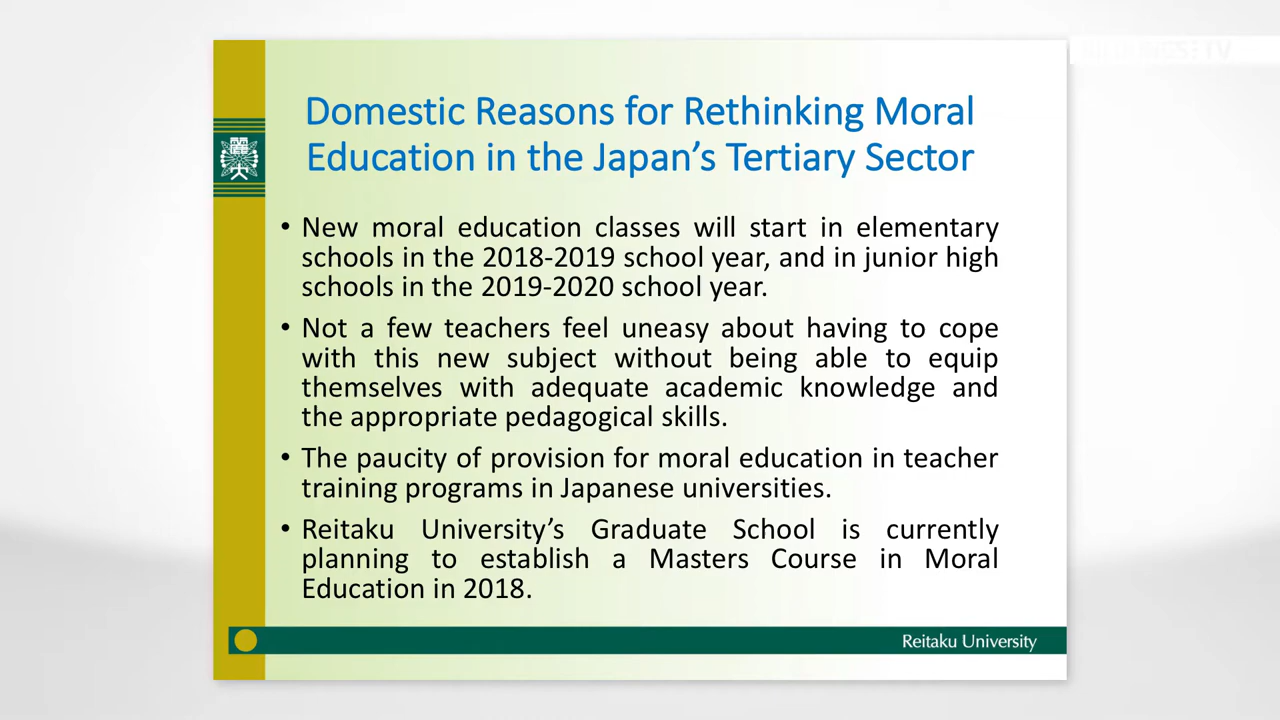 Domestic Reasons for Rethinking Moral
Education in the Japan's Tertiary Sector
• New moral education classes will start in elementary
schools in the 2018-2019 school year, and in junior high
schools in the 2019-2020 school year.
• Not a few teachers feel uneasy about having to cope
with this new subject without being able to equip
themselves with adequate academic knowledge and
the appropriate pedagogical skills.
• The paucity of provision for moral education in teacher
training programs in Japanese universities.
• Reitaku University's Graduate School is currently
planning to establish a Masters Course in Moral
Education in 2018.
Reitaku University